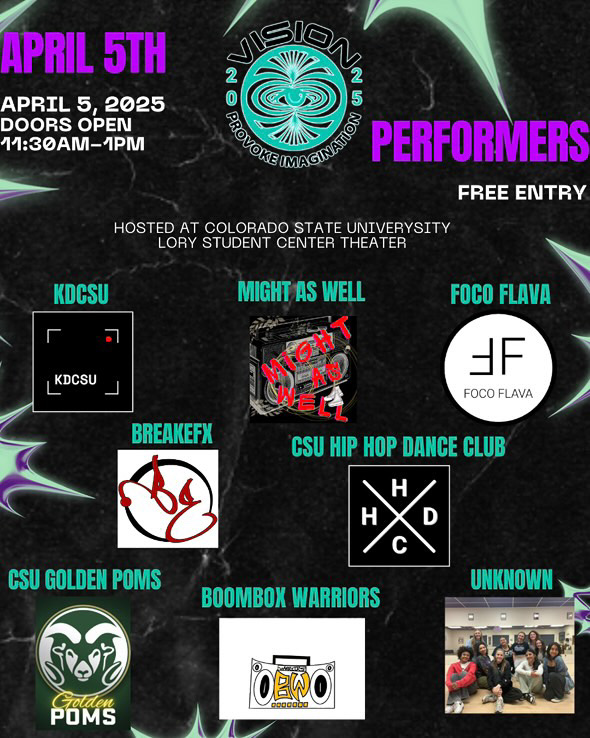 APRIL 5TH
VISION
20 25
PROVOKE IMAGINATION
APRIL 5, 2025
DOORS OPEN
11:30AM-1PM
PERFORMERS
FREE ENTRY
HOSTED AT COLORADO STATE UNIVERYSITY
LORY STUDENT CENTER THEATER
KDCSU
KDCSU
MIGHT AS WELL
MIGHT
AS
WELL
FOCO FLAVA
FF
FOCO FLAVA
BREAKEFX
CSU HIP HOP DANCE CLUB
H
H D
C
CSU GOLDEN POMS
Golden
POMS
BOOMBOX WARRIORS
BW
UNKNOWN